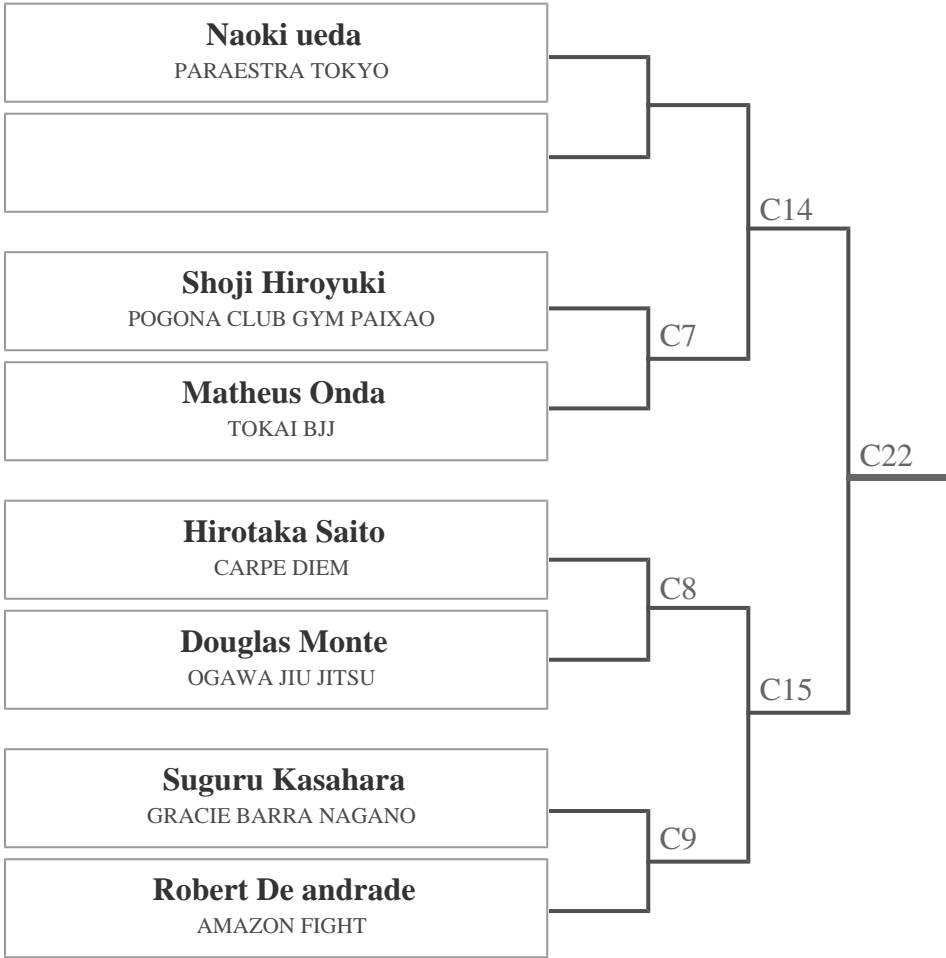 Naoki ueda
PARAESTRA TOKYO
C14
Shoji Hiroyuki
POGONA CLUB GYM PAIXAO
C7
Matheus Onda
TOKAI BJJ
C22
Hirotaka Saito
CARPE DIEM
C8
Douglas Monte
OGAWA JIU JITSU
C15
Suguru Kasahara
GRACIE BARRA NAGANO
C9
Robert De andrade
AMAZON FIGHT